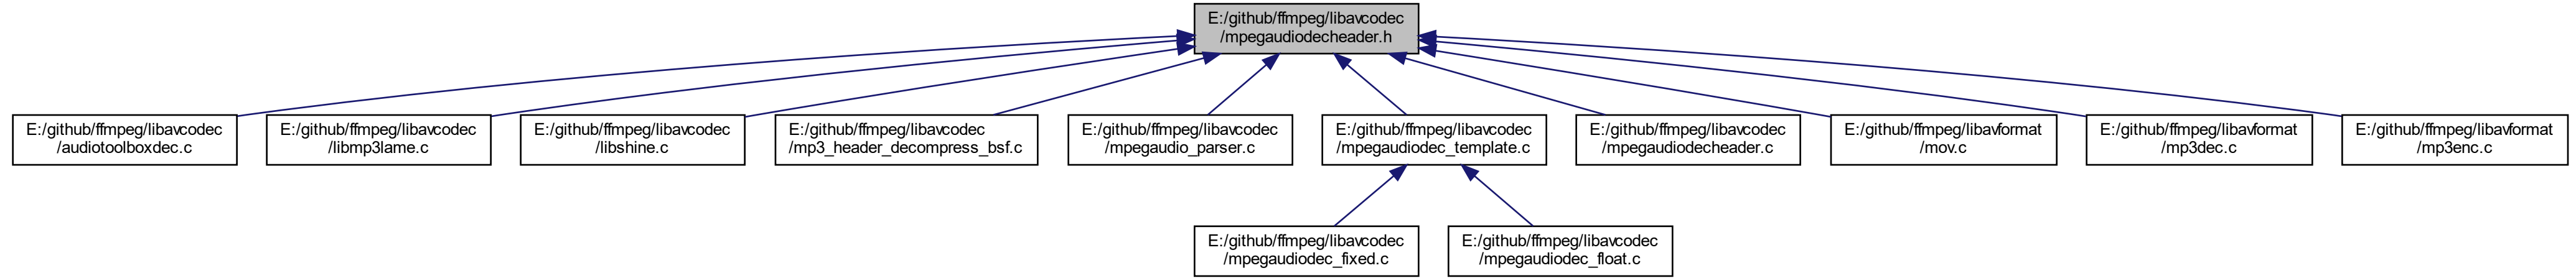 E:/github/ffmpeg/libavcodec
/mpegaudiodecheader.h
E:/github/ffmpeg/libavcodec
/audiotoolboxdec.c
E:/github/ffmpeg/libavcodec
/libmp3lame.c
E:/github/ffmpeg/libavcodec
/libshine.c
E:/github/ffmpeg/libavcodec
/mp3_header_decompress_bsf.c
E:/github/ffmpeg/libavcodec
/mpegaudio_parser.c
E:/github/ffmpeg/libavcodec
/mpegaudiodec_template.c
E:/github/ffmpeg/libavcodec
/mpegaudiodecheader.c
E:/github/ffmpeg/libavformat
/mov.c
E:/github/ffmpeg/libavformat
/mp3dec.c
E:/github/ffmpeg/libavformat
/mp3enc.c
E:/github/ffmpeg/libavcodec
/mpegaudiodec_fixed.c
E:/github/ffmpeg/libavcodec
/mpegaudiodec_float.c